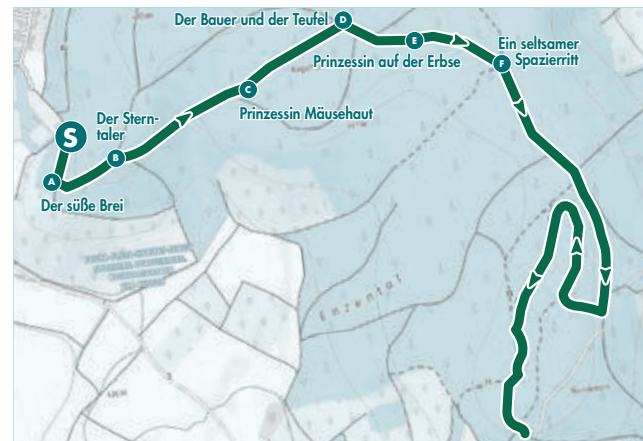 Der Bauer und der Teufel
D
E
Prinzessin auf der Erbse
Ein seltsamer
Spazierritt
F
C
Prinzessin Mäusehaut
Der Stern-
taler
S
B
A
Der süße Brei
Enzental